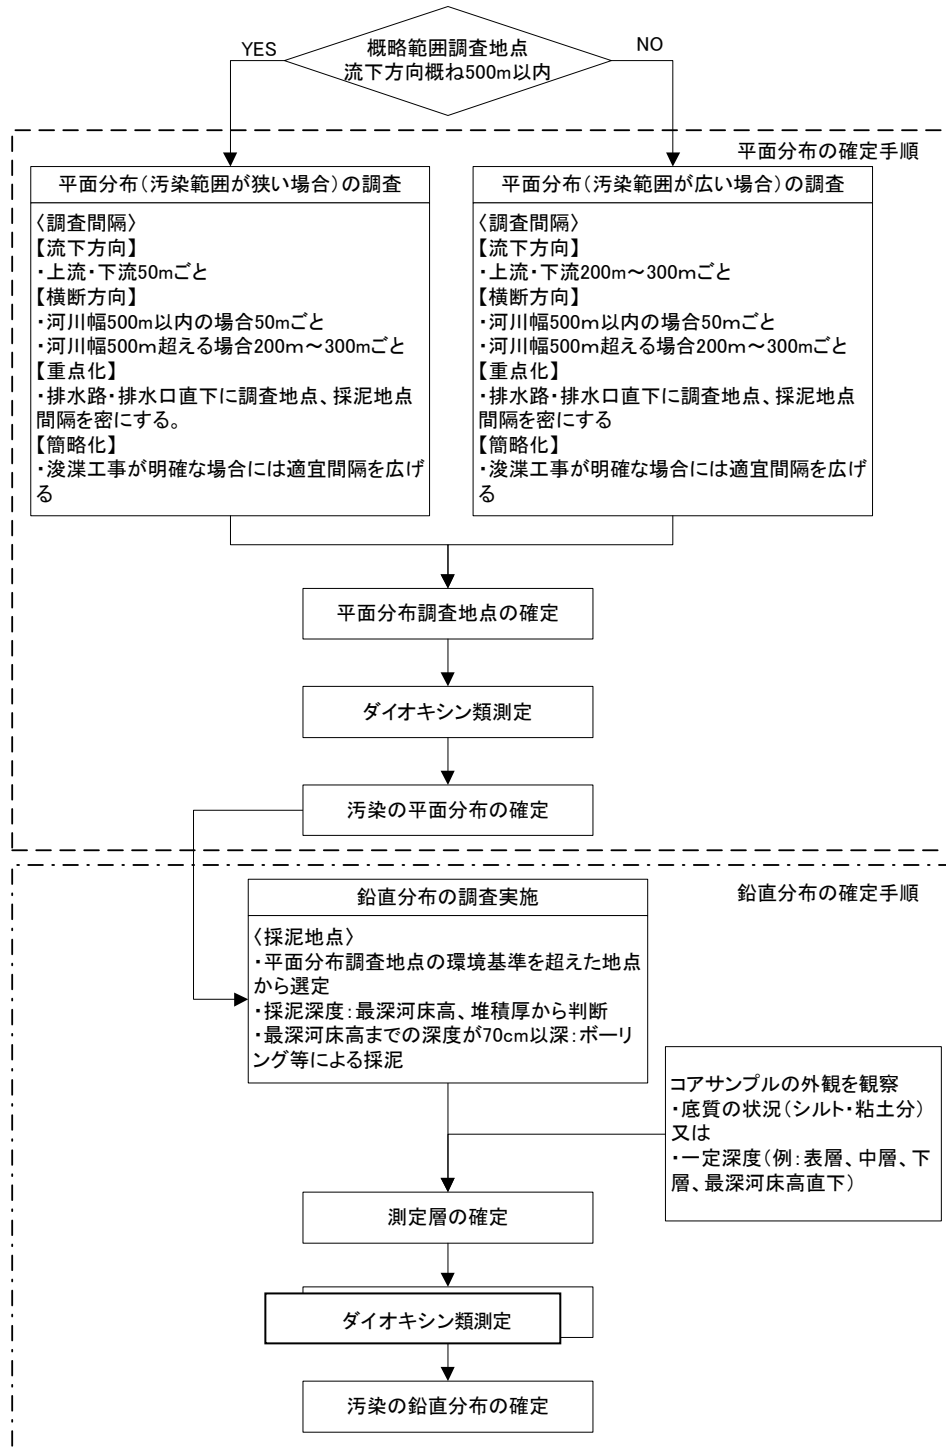 概略範囲調査地点
流下方向概ね500m以内
YES
NO
平面分布の確定手順
平面分布(汚染範囲が狭い場合)の調査
〈調査間隔〉
【流下方向】
・上流・下流50mごと
【横断方向】
・河川幅500m以内の場合50mごと
・河川幅500m超える場合200m～300mごと
【重点化】
・排水路・排水口直下に調査地点、採泥地点
間隔を密にする。
【簡略化】
・浚渫工事が明確な場合には適宜間隔を広げ
る
平面分布(汚染範囲が広い場合)の調査
〈調査間隔〉
【流下方向】
・上流・下流200m～300mごと
【横断方向】
・河川幅500m以内の場合50mごと
・河川幅500m超える場合200m～300mごと
【重点化】
・排水路・排水口直下に調査地点、採泥地点
間隔を密にする
【簡略化】
・浚渫工事が明確な場合には適宜間隔を広げ
る
平面分布調査地点の確定
ダイオキシン類測定
汚染の平面分布の確定
鉛直分布の確定手順
鉛直分布の調査実施
〈採泥地点〉
・平面分布調査地点の環境基準を超えた地点
から選定
・採泥深度:最深河床高、堆積厚から判断
・最深河床高までの深度が70cm以深:ボーリ
ング等による採泥
コアサンプルの外観を観察
・底質の状況(シルト・粘土分)
又は
・一定深度(例:表層、中層、下
層、最深河床高直下)
測定層の確定
ダイオキシン類測定
汚染の鉛直分布の確定